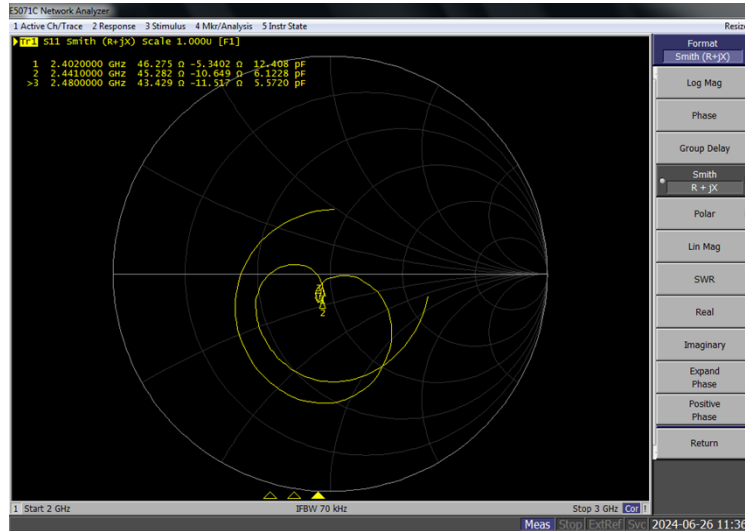 E5071C Network Analyzer
1 Active Ch/Trace 2 Response 3 Stimulus 4 Mkr/Analysis 5 Instr State
Resize
Tr1 S11 Smith (R+jX) Scale 1.000U [F1]
1 2.4020000 GHz 46.275 Ω -5.3402 Ω 12.408 pF
2 2.4410000 GHz 45.282 Ω -10.649 Ω 6.1228 pF
>3 2.4800000 GHz 43.429 Ω -11.517 Ω 5.5720 pF
2
Format
Smith (R+jX)
Log Mag
Phase
Group Delay
Smith
R + jX
Polar
Lin Mag
SWR
Real
Imaginary
Expand
Phase
Positive
Phase
Return
1 Start 2 GHz
IFBW 70 kHz
Stop 3 GHz Cor !
Meas Stop ExtRef Svc 2024-06-26 11:36